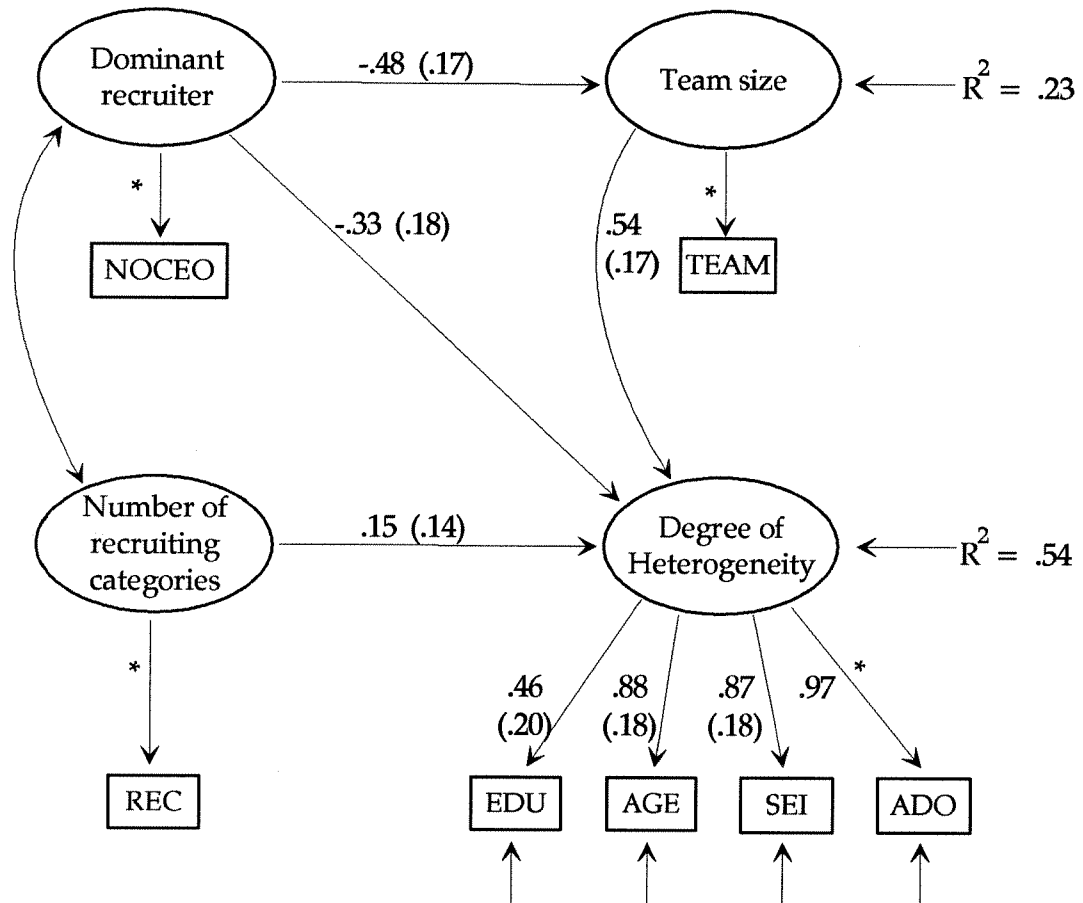 Dominant
recruiter
-.48 (.17)
Team size
R² = .23
*
*
-.33 (.18)
.54
(.17)
NOCEO
TEAM
Number of
recruiting
categories
.15 (.14)
Degree of
Heterogeneity
R² = .54
*
.46
(.20)
.88
(.18)
.87
(.18)
.97
*
REC
EDU
AGE
SEI
ADO